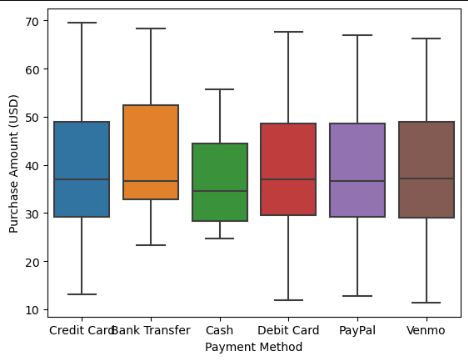 Purchase Amount (USD)
70
60
50
40
30
20
10
Credit Card Bank Transfer Cash Debit Card PayPal Venmo
Payment Method